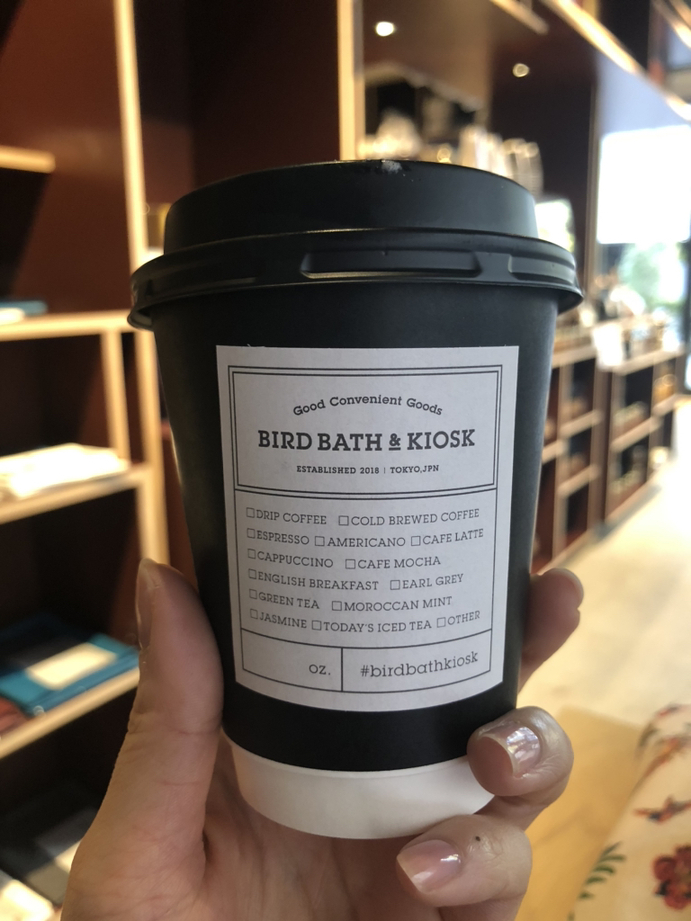 Good Convenient Goods
BIRD BATH & KIOSK
ESTABLISHED 2018 | TOKYO,JPN
☐DRIP COFFEE ☐COLD BREWED COFFEE
☐ESPRESSO ☐AMERICANO ☐CAFE LATTE
☐CAPPUCCINO ☐CAFE MOCHA
☐ENGLISH BREAKFAST ☐EARL GREY
☐GREEN TEA ☐MOROCCAN MINT
☐JASMINE ☐TODAY'S ICED TEA ☐OTHER
oz. #birdbathkiosk